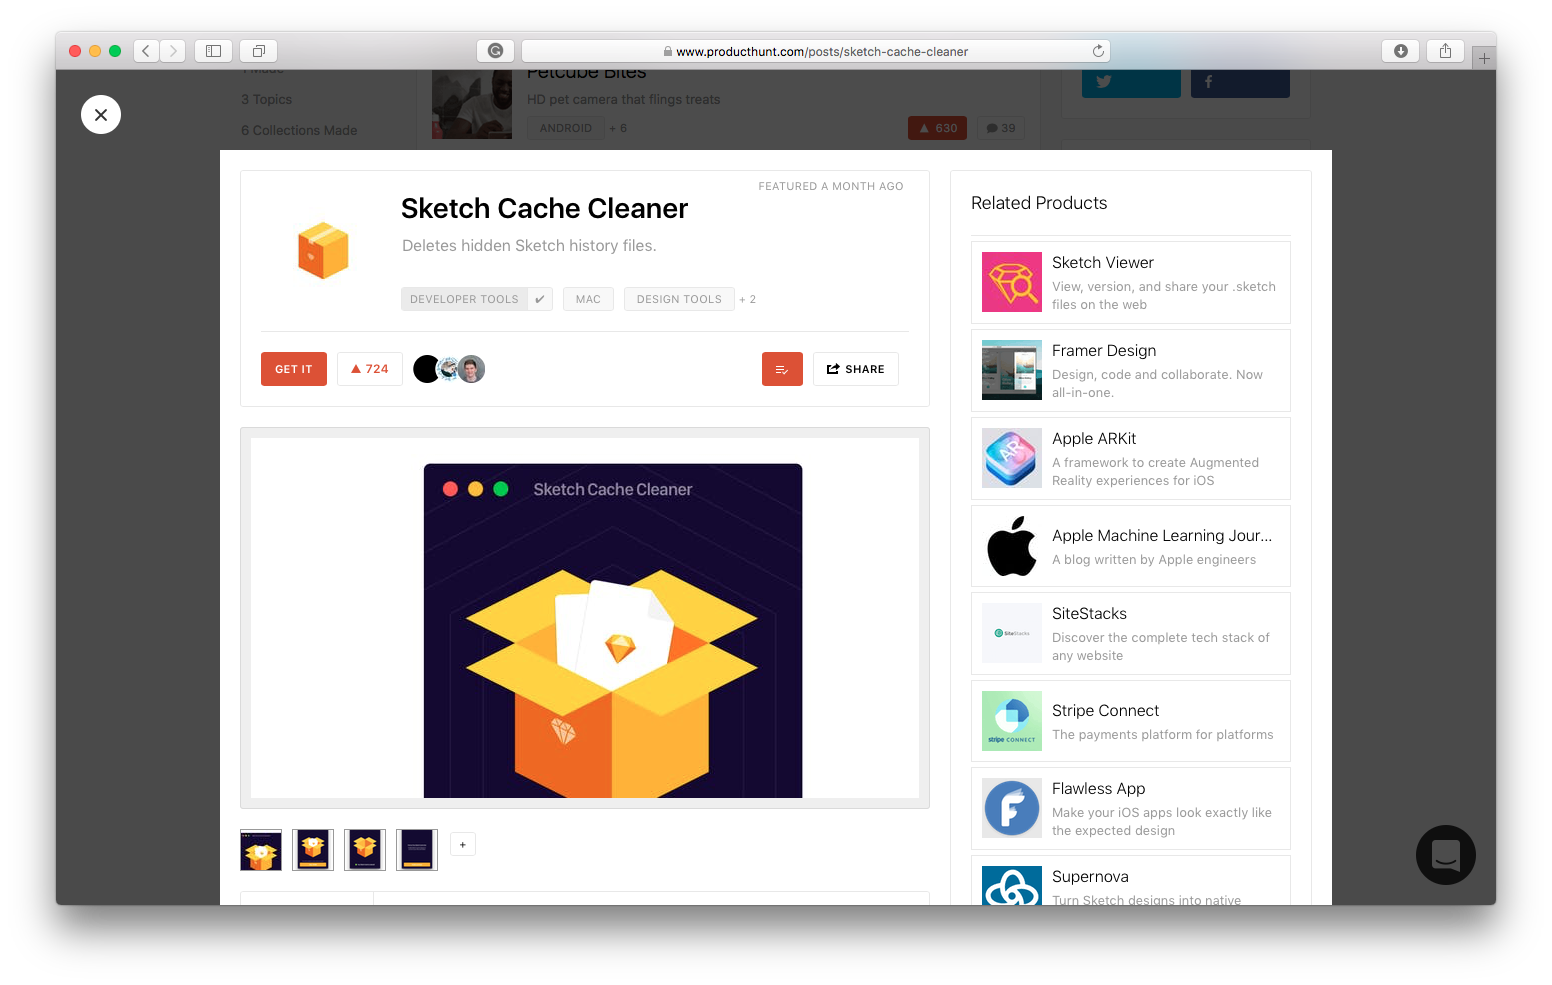 www.producthunt.com/posts/sketch-cache-cleaner
1 Made
3 Topics
6 Collections Made
Petcube Bites
HD pet camera that flings treats
ANDROID + 6
630
39
FEATURED A MONTH AGO
Sketch Cache Cleaner
Deletes hidden Sketch history files.
DEVELOPER TOOLS ✔ MAC DESIGN TOOLS + 2
GET IT
724
SHARE
Sketch Cache Cleaner
+
Related Products
Sketch Viewer
View, version, and share your .sketch
files on the web
Framer Design
Design, code and collaborate. Now
all-in-one.
AR
Apple ARKit
A framework to create Augmented
Reality experiences for iOS
Apple Machine Learning Jour...
A blog written by Apple engineers
SiteStacks
SiteStacks
Discover the complete tech stack of
any website
stripe CONNECT
Stripe Connect
The payments platform for platforms
Flawless App
Make your iOS apps look exactly like
the expected design
Supernova
Turn Sketch designs into native